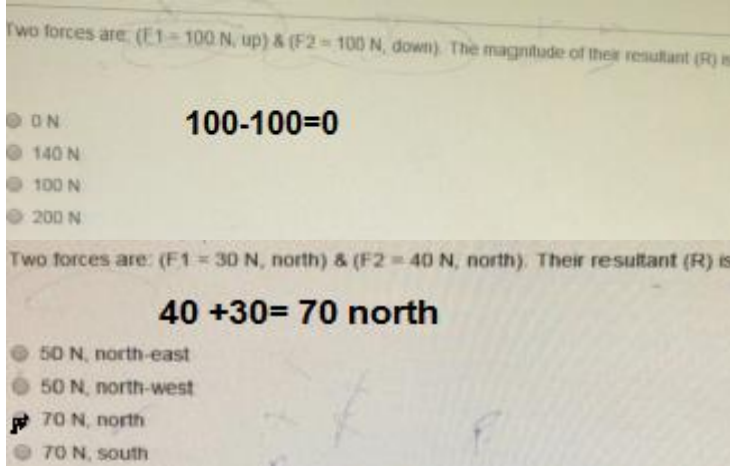 Two forces are: (F1 = 100 N, up) & (F2 = 100 N, down). The magnitude of their resultant (R) is
0 N
100-100=0
140 N
100 N
200 N
Two forces are: (F1 = 30 N, north) & (F2 = 40 N, north). Their resultant (R) is
40 +30= 70 north
50 N, north-east
50 N, north-west
70 N, north
70 N, south